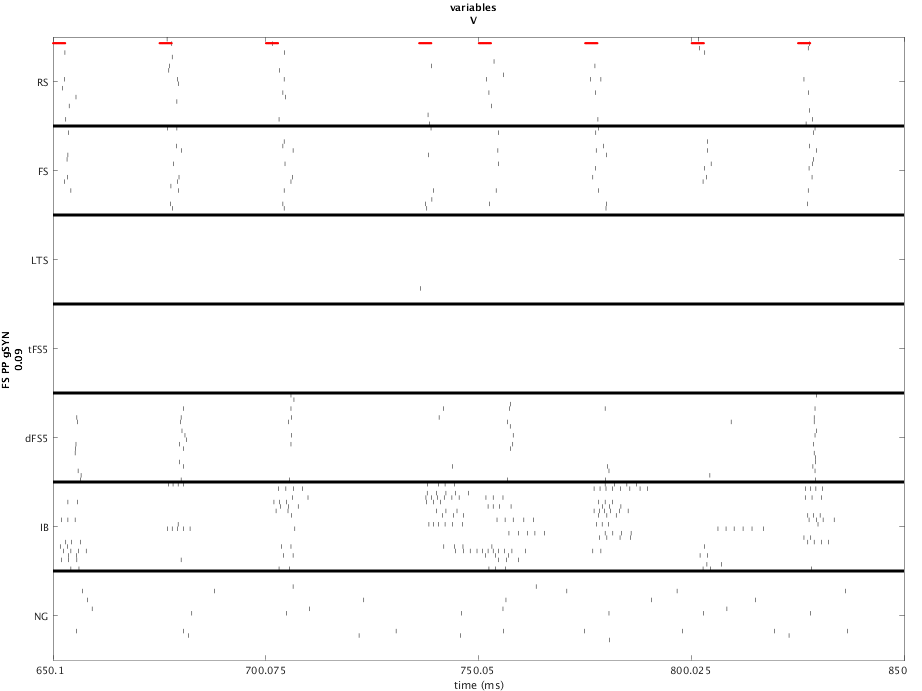 variables
V
RS
FS
LTS
tFS5
dFS5
IB
NG
FS PP gSYN
0.09
650.1
700.075
750.05
800.025
850
time (ms)